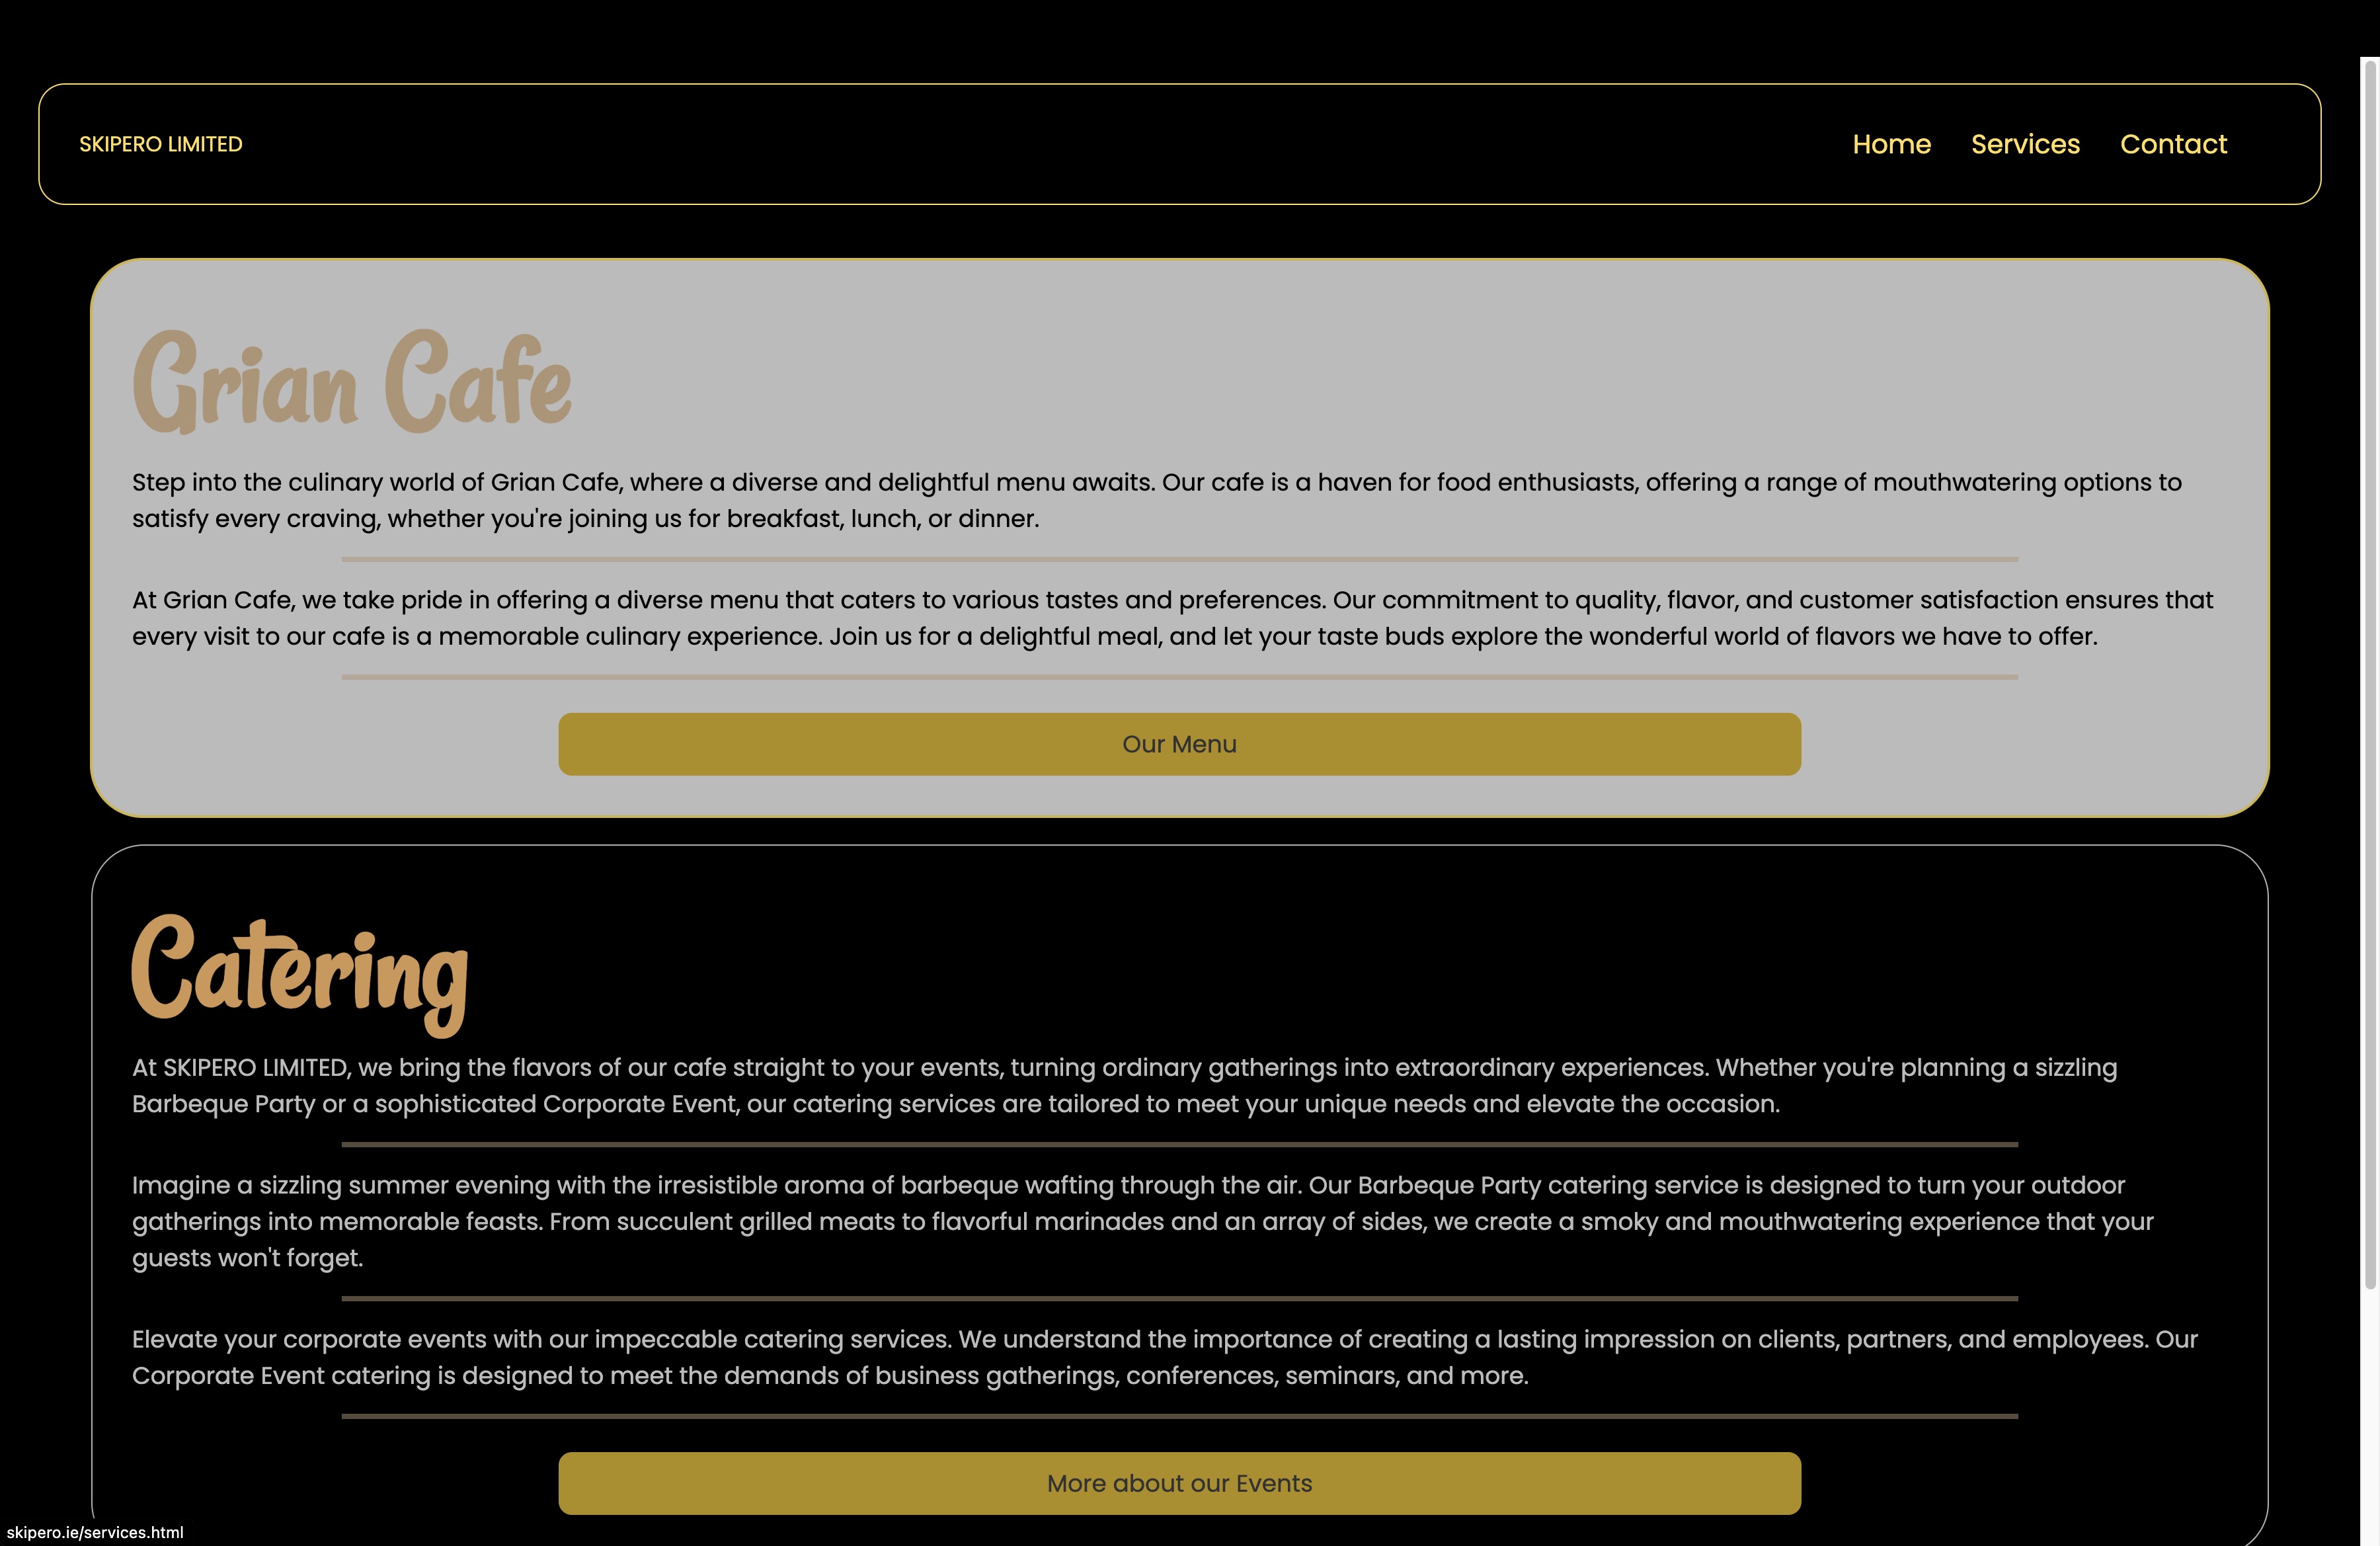 SKIPERO LIMITED
Home Services Contact
Grian Cafe
Step into the culinary world of Grian Cafe, where a diverse and delightful menu awaits. Our cafe is a haven for food enthusiasts, offering a range of mouthwatering options to
satisfy every craving, whether you're joining us for breakfast, lunch, or dinner.
At Grian Cafe, we take pride in offering a diverse menu that caters to various tastes and preferences. Our commitment to quality, flavor, and customer satisfaction ensures that
every visit to our cafe is a memorable culinary experience. Join us for a delightful meal, and let your taste buds explore the wonderful world of flavors we have to offer.
Our Menu
Catering
At SKIPERO LIMITED, we bring the flavors of our cafe straight to your events, turning ordinary gatherings into extraordinary experiences. Whether you're planning a sizzling
Barbeque Party or a sophisticated Corporate Event, our catering services are tailored to meet your unique needs and elevate the occasion.
Imagine a sizzling summer evening with the irresistible aroma of barbeque wafting through the air. Our Barbeque Party catering service is designed to turn your outdoor
gatherings into memorable feasts. From succulent grilled meats to flavorful marinades and an array of sides, we create a smoky and mouthwatering experience that your
guests won't forget.
Elevate your corporate events with our impeccable catering services. We understand the importance of creating a lasting impression on clients, partners, and employees. Our
Corporate Event catering is designed to meet the demands of business gatherings, conferences, seminars, and more.
More about our Events
skipero.ie/services.html